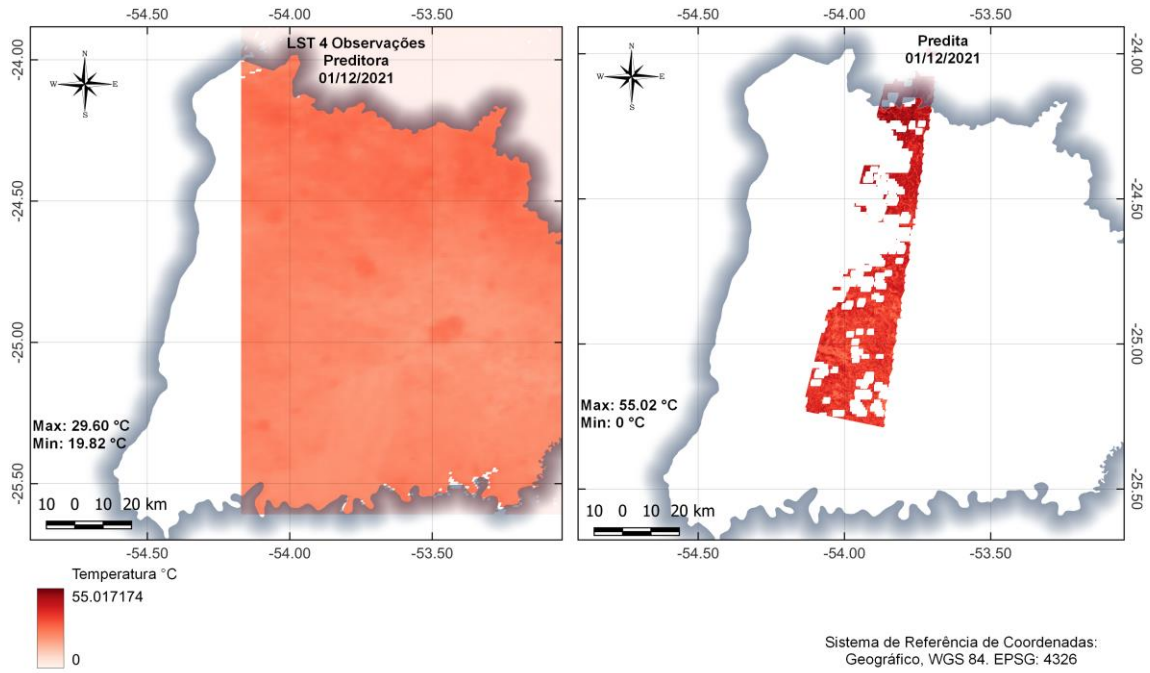 -54.50 -54.00 -53.50
-54.50 -54.00 -53.50
LST 4 Observações
Preditora
01/12/2021
N
W E
S
-24.00
-24.50
-25.00
-25.50
Max: 29.60 °C
Min: 19.82 °C
10 0 10 20 km
-54.50 -54.00 -53.50
Predita
01/12/2021
N
W E
S
-24.00
-24.50
-25.00
-25.50
Max: 55.02 °C
Min: 0 °C
10 0 10 20 km
-54.50 -54.00 -53.50
Temperatura °C
55.017174
0
Sistema de Referência de Coordenadas:
Geográfico, WGS 84. EPSG: 4326